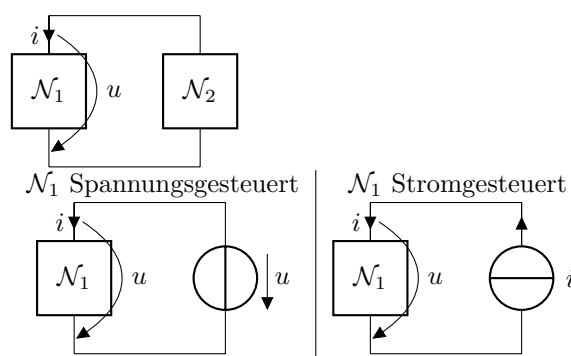 i
𝒩₁
u
𝒩₂
𝒩₁ Spannungsgesteuert
𝒩₁ Stromgesteuert
i
𝒩₁
u
u
i
𝒩₁
u
i